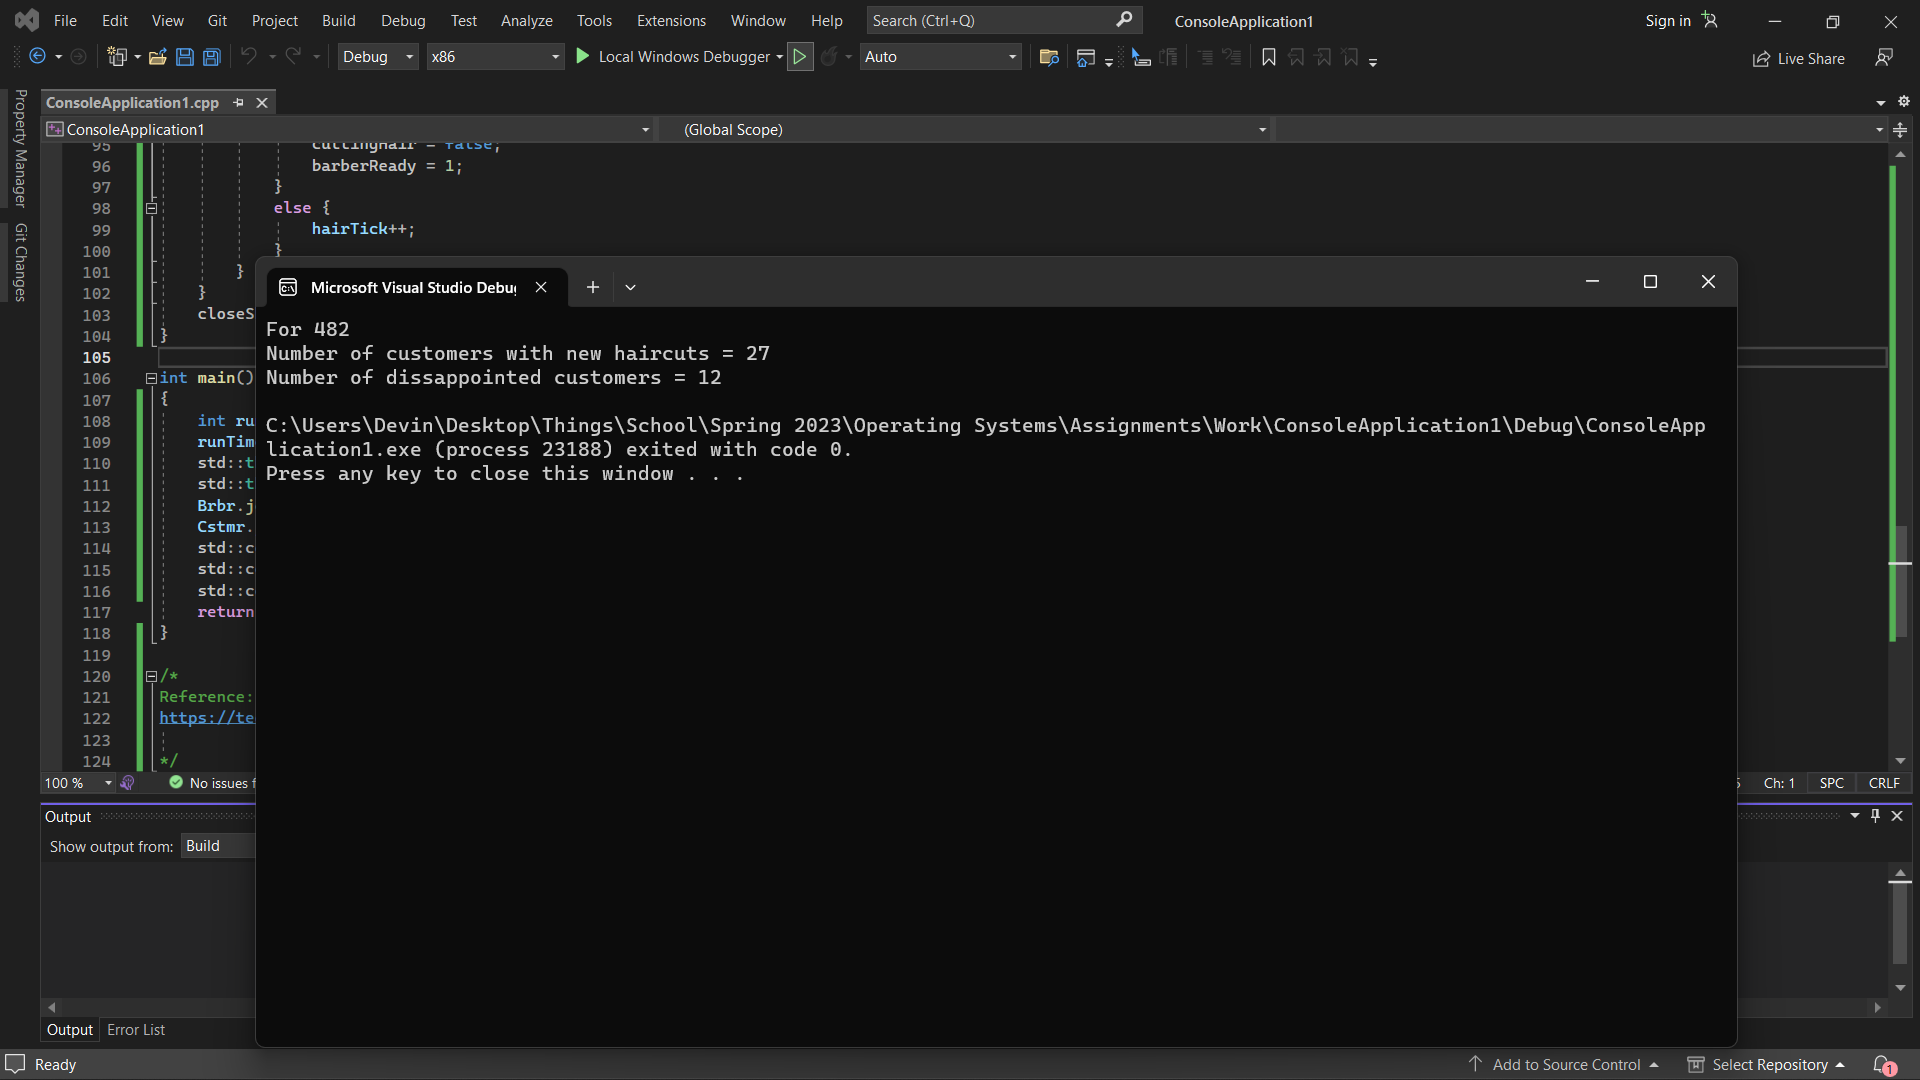 File Edit View Git Project Build Debug Test Analyze Tools Extensions Window Help Search (Ctrl+Q) ConsoleApplication1 Sign in
Debug x86 Local Windows Debugger Auto Live Share
Property Manager
Git Changes
ConsoleApplication1.cpp
ConsoleApplication1 (Global Scope)
95 cuttingHair = false;
96 barberReady = 1;
97 }
98 else {
99 hairTick++;
100 }
101 }
102 }
103 closeS
104 }
105
106 int main()
107 {
108 int ru
109 runTim
110 std::t
111 std::t
112 Brbr.j
113 Cstmr.
114 std::c
115 std::c
116 std::c
117 return
118 }
119
120 /*
121 Reference:
122 https://te
123
124 */
Microsoft Visual Studio Debug
For 482
Number of customers with new haircuts = 27
Number of dissappointed customers = 12
C:\Users\Devin\Desktop\Things\School\Spring 2023\Operating Systems\Assignments\Work\ConsoleApplication1\Debug\ConsoleApp
lication1.exe (process 23188) exited with code 0.
Press any key to close this window . . .
100 % No issues f Ch: 1 SPC CRLF
Output
Show output from: Build
Output Error List
Ready Add to Source Control Select Repository 1